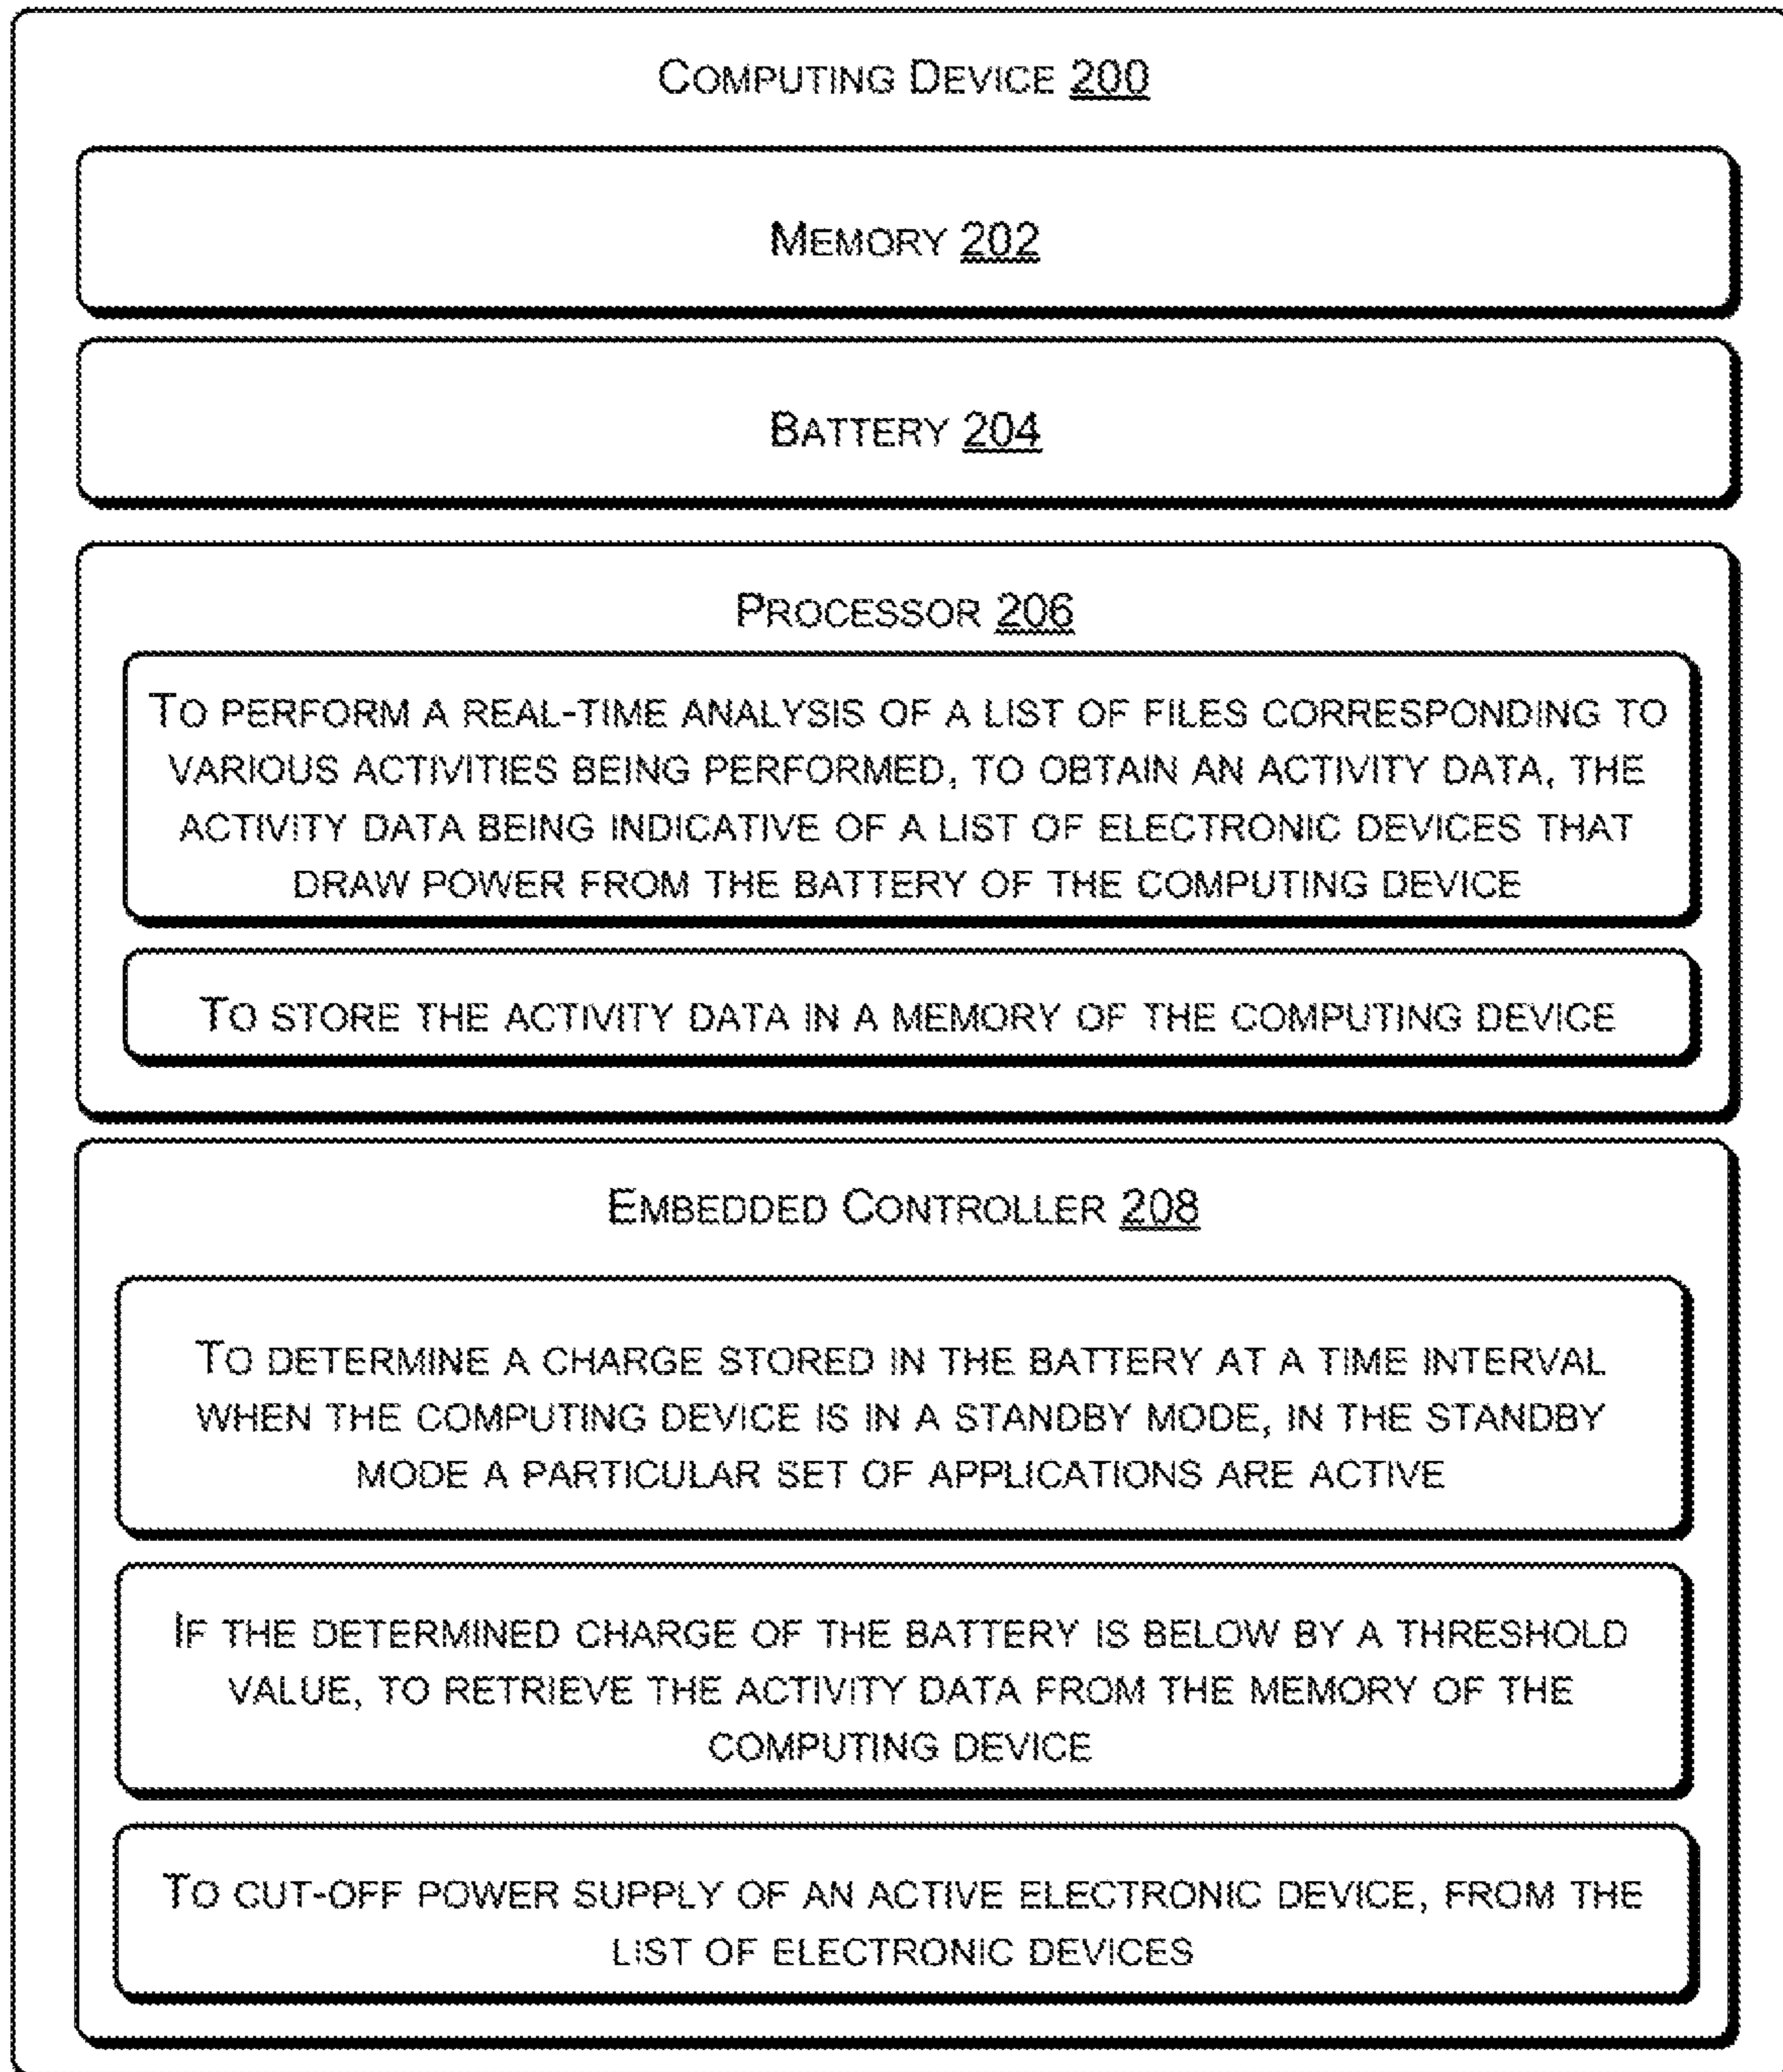 COMPUTING DEVICE 200
MEMORY 202
BATTERY 204
PROCESSOR 206
TO PERFORM A REAL-TIME ANALYSIS OF A LIST OF FILES CORRESPONDING TO
VARIOUS ACTIVITIES BEING PERFORMED, TO OBTAIN AN ACTIVITY DATA, THE
ACTIVITY DATA BEING INDICATIVE OF A LIST OF ELECTRONIC DEVICES THAT
DRAW POWER FROM THE BATTERY OF THE COMPUTING DEVICE
TO STORE THE ACTIVITY DATA IN A MEMORY OF THE COMPUTING DEVICE
EMBEDDED CONTROLLER 208
TO DETERMINE A CHARGE STORED IN THE BATTERY AT A TIME INTERVAL
WHEN THE COMPUTING DEVICE IS IN A STANDBY MODE, IN THE STANDBY
MODE A PARTICULAR SET OF APPLICATIONS ARE ACTIVE
IF THE DETERMINED CHARGE OF THE BATTERY IS BELOW BY A THRESHOLD
VALUE, TO RETRIEVE THE ACTIVITY DATA FROM THE MEMORY OF THE
COMPUTING DEVICE
TO CUT-OFF POWER SUPPLY OF AN ACTIVE ELECTRONIC DEVICE, FROM THE
LIST OF ELECTRONIC DEVICES